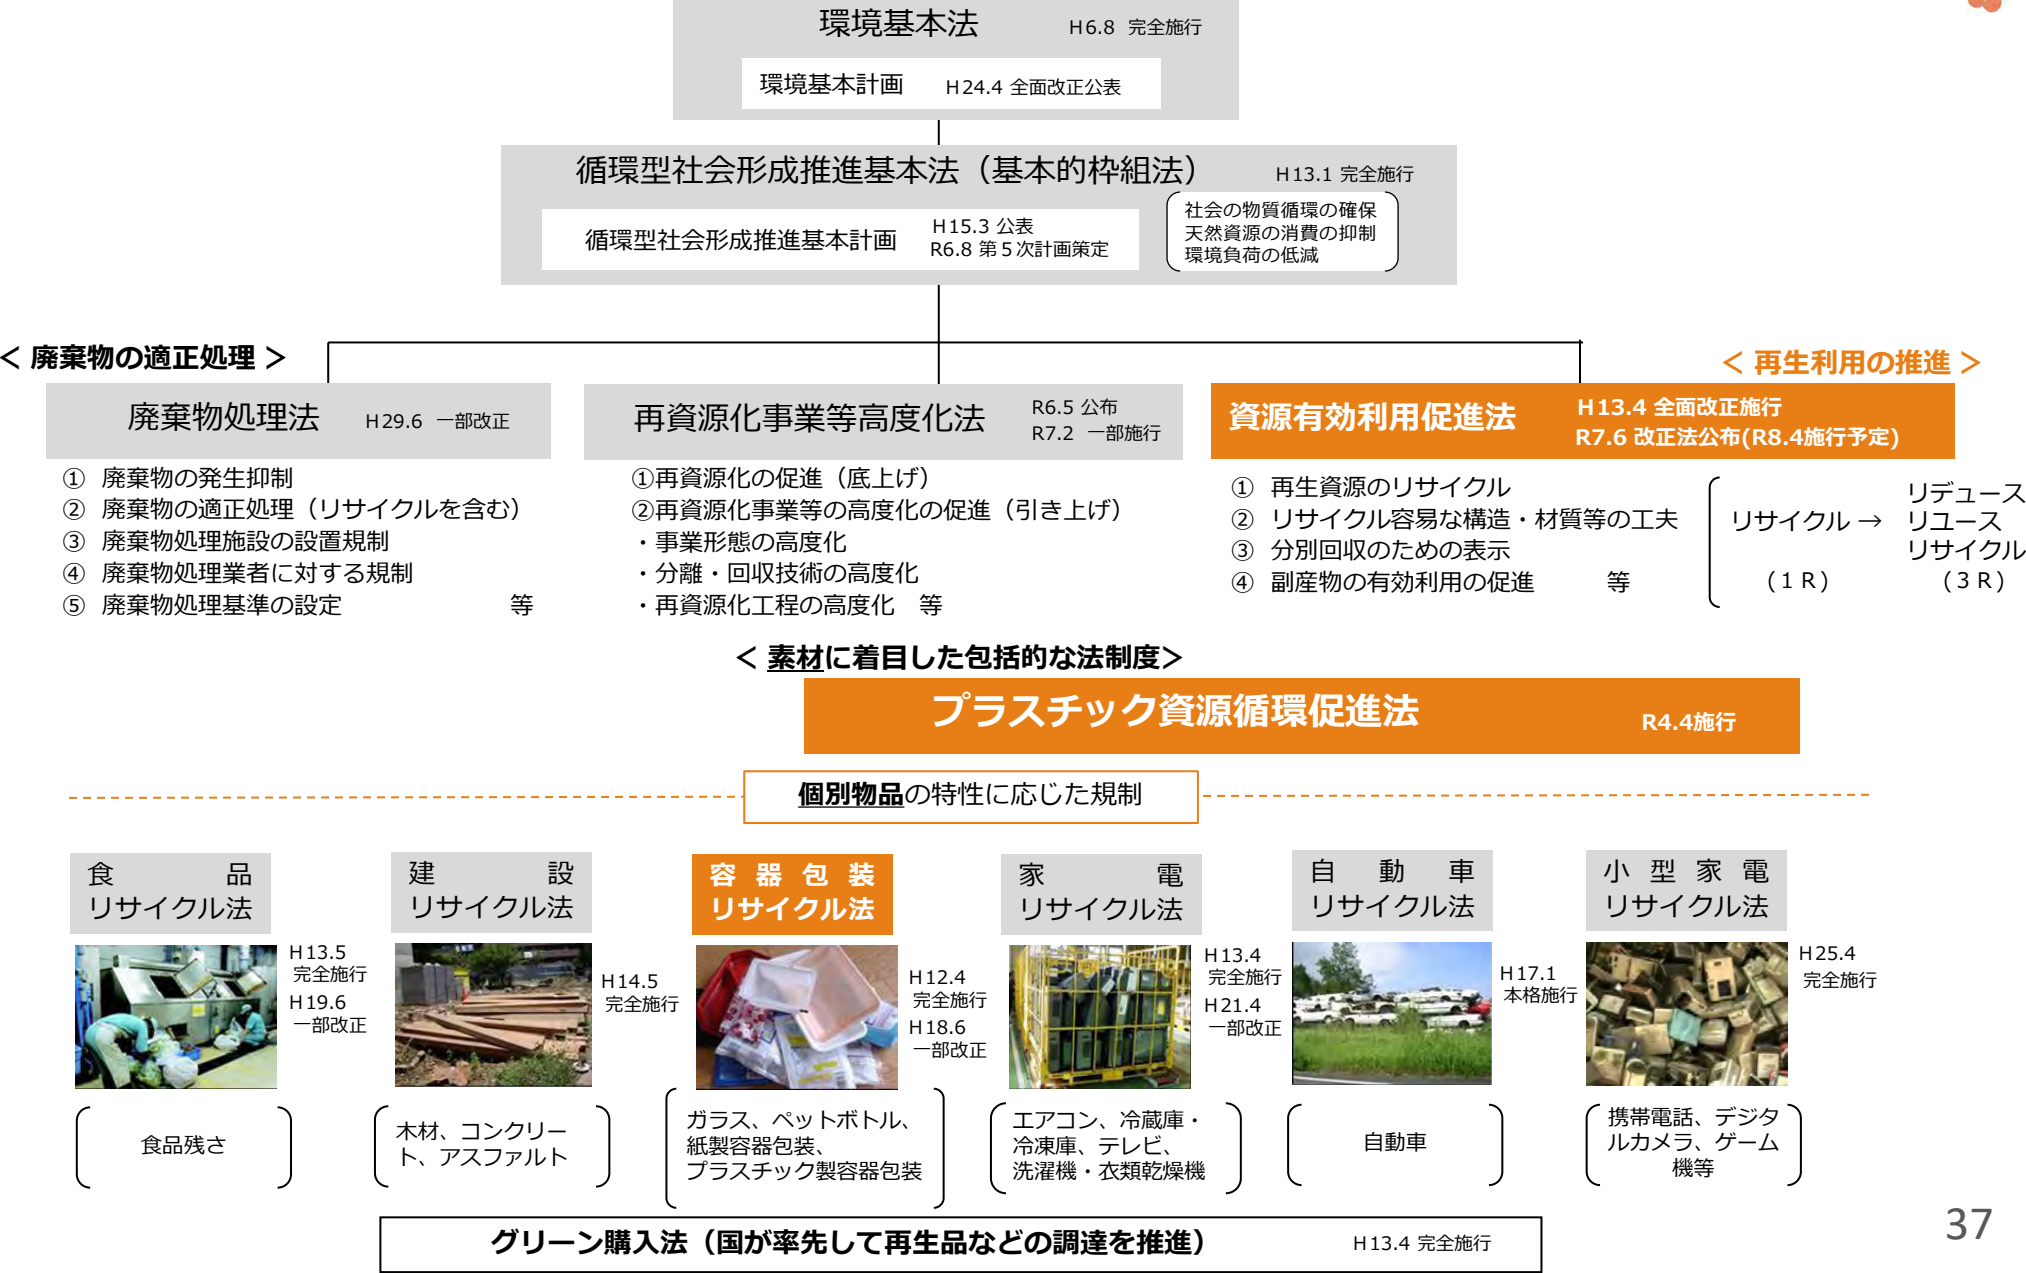 環境基本法 H6.8 完全施行
環境基本計画 H24.4 全面改正公表
循環型社会形成推進基本法（基本的枠組法） H13.1 完全施行
循環型社会形成推進基本計画
H15.3 公表
R6.8 第５次計画策定
社会の物質循環の確保
天然資源の消費の抑制
環境負荷の低減
＜ 廃棄物の適正処理 ＞
＜ 再生利用の推進 ＞
廃棄物処理法 H29.6 一部改正
① 廃棄物の発生抑制
② 廃棄物の適正処理（リサイクルを含む）
③ 廃棄物処理施設の設置規制
④ 廃棄物処理業者に対する規制
⑤ 廃棄物処理基準の設定 等
再資源化事業等高度化法
R6.5 公布
R7.2 一部施行
①再資源化の促進（底上げ）
②再資源化事業等の高度化の促進（引き上げ）
・事業形態の高度化
・分離・回収技術の高度化
・再資源化工程の高度化 等
資源有効利用促進法
H13.4 全面改正施行
R7.6 改正法公布(R8.4施行予定)
① 再生資源のリサイクル
② リサイクル容易な構造・材質等の工夫
③ 分別回収のための表示
④ 副産物の有効利用の促進 等
リサイクル →
（１R）
リデュース
リユース
リサイクル
（３R）
＜ 素材に着目した包括的な法制度＞
プラスチック資源循環促進法 R4.4施行
個別物品の特性に応じた規制
食品
リサイクル法
H13.5
完全施行
H19.6
一部改正
食品残さ
建設
リサイクル法
H14.5
完全施行
木材、コンクリー
ト、アスファルト
容器包装
リサイクル法
H12.4
完全施行
H18.6
一部改正
ガラス、ペットボトル、
紙製容器包装、
プラスチック製容器包装
家電
リサイクル法
H13.4
完全施行
H21.4
一部改正
エアコン、冷蔵庫・
冷凍庫、テレビ、
洗濯機・衣類乾燥機
自動車
リサイクル法
H17.1
本格施行
自動車
小型家電
リサイクル法
H25.4
完全施行
携帯電話、デジタ
ルカメラ、ゲーム
機等
グリーン購入法（国が率先して再生品などの調達を推進） H13.4 完全施行
37